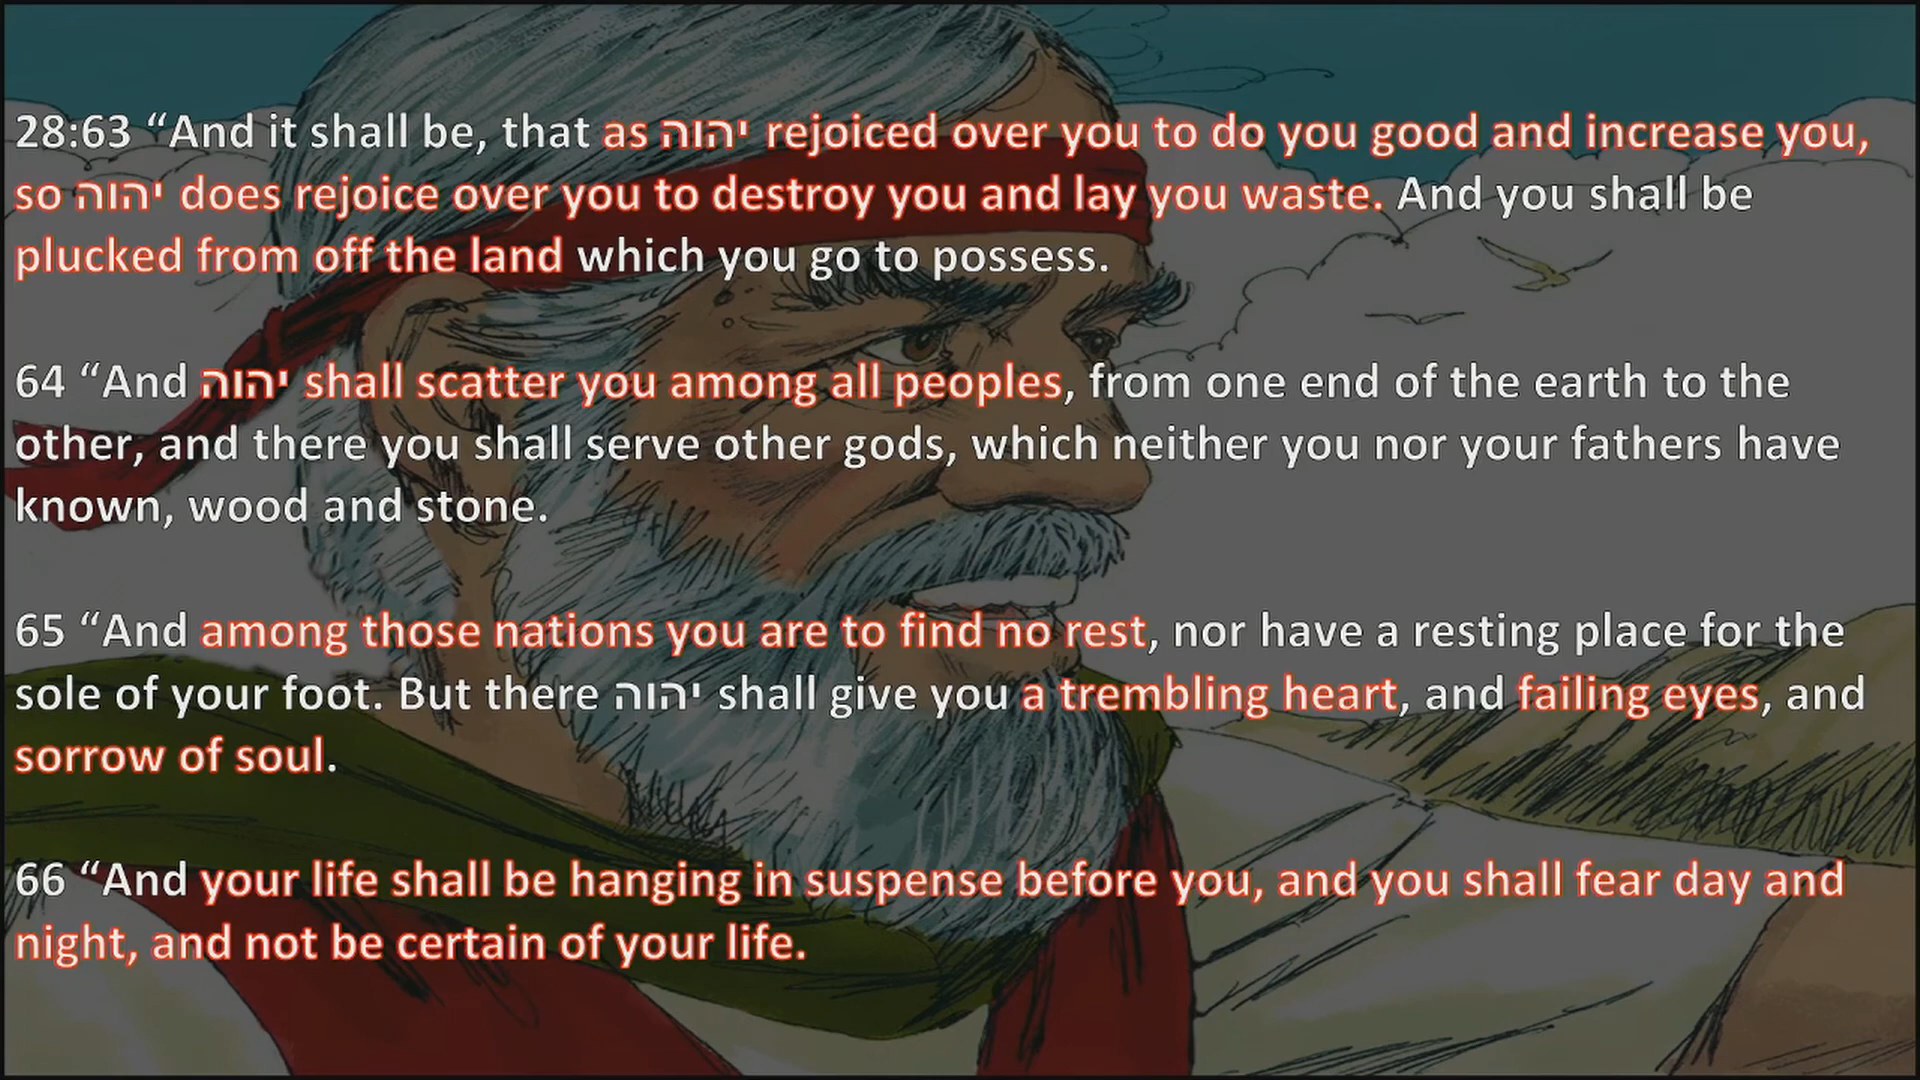 28:63 “And it shall be, that as יהוה rejoiced over you to do you good and increase you,
so יהוה does rejoice over you to destroy you and lay you waste. And you shall be
plucked from off the land which you go to possess.
64 “And יהוה shall scatter you among all peoples, from one end of the earth to the
other, and there you shall serve other gods, which neither you nor your fathers have
known, wood and stone.
65 “And among those nations you are to find no rest, nor have a resting place for the
sole of your foot. But there יהוה shall give you a trembling heart, and failing eyes, and
sorrow of soul.
66 “And your life shall be hanging in suspense before you, and you shall fear day and
night, and not be certain of your life.